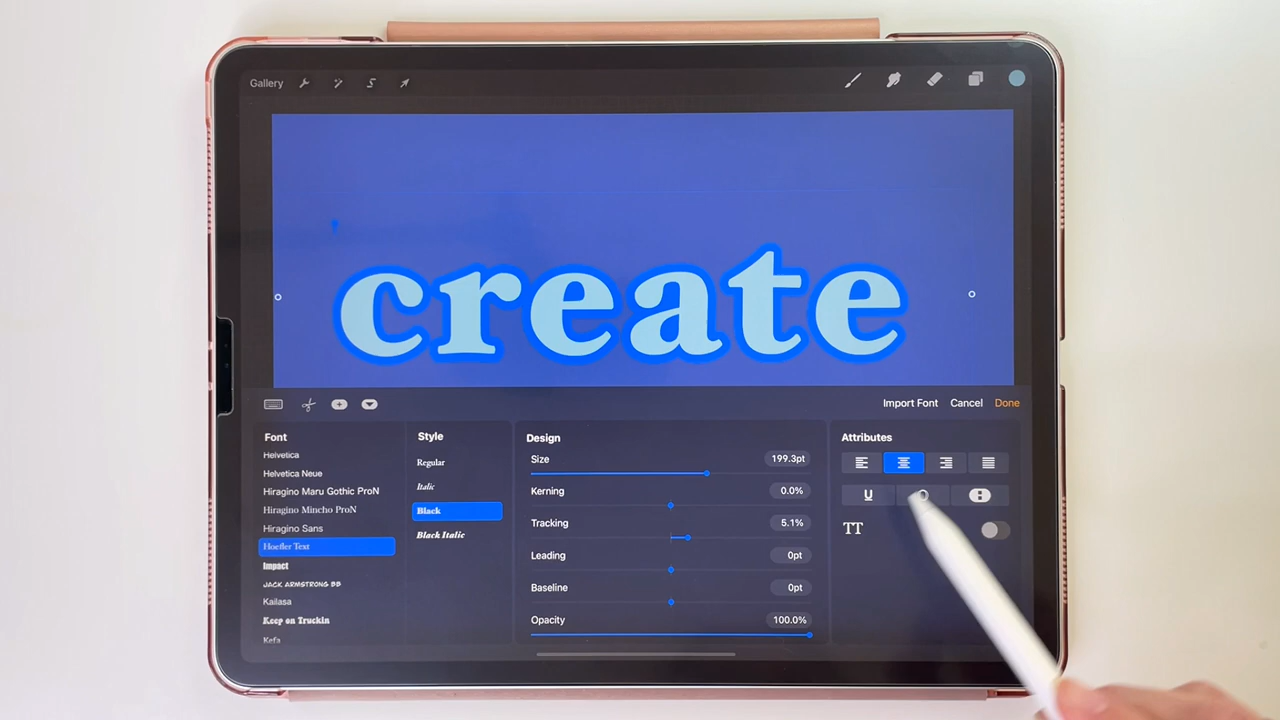 Gallery
create
Import Font Cancel Done
Font
Helvetica
Helvetica Neue
Hiragino Maru Gothic ProN
Hiragino Mincho ProN
Hiragino Sans
Hoefler Text
Impact
JACK ARMSTRONG BB
Kailasa
Keep on Truckin
Kefa
Style
Regular
Italic
Black
Black Italic
Design
Size 199.3pt
Kerning 0.0%
Tracking 5.1%
Leading 0pt
Baseline 0pt
Opacity 100.0%
Attributes
U
TT